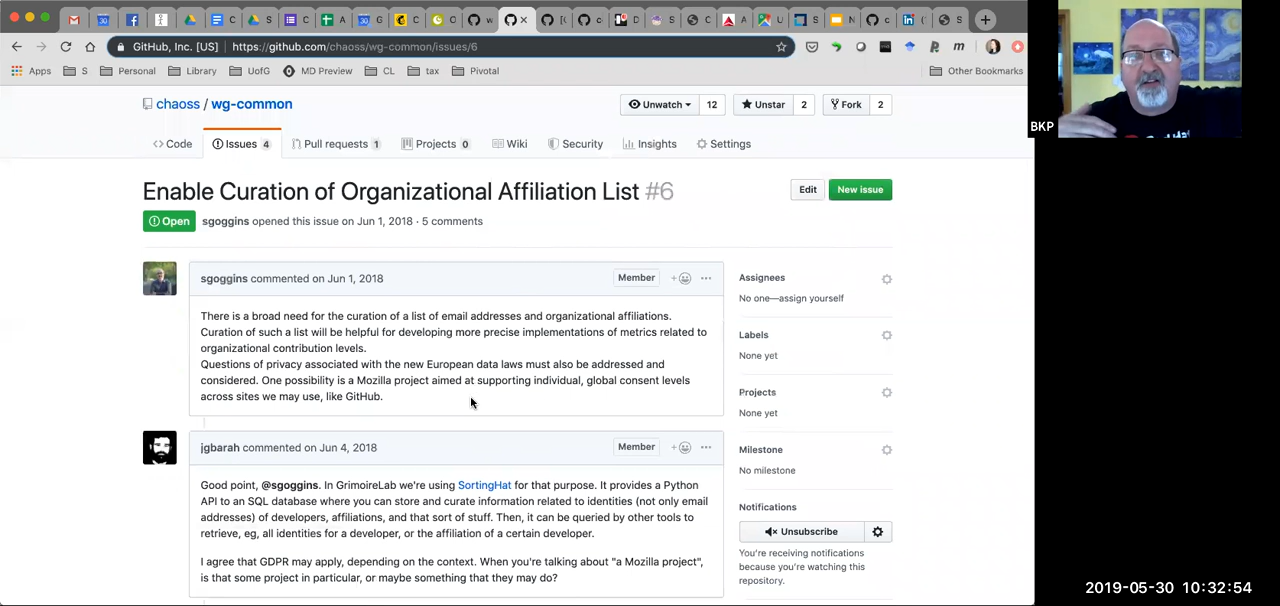 GitHub, Inc. [US] https://github.com/chaoss/wg-common/issues/6
Apps S Personal Library UofG MD Preview CL tax Pivotal Other Bookmarks
BKP
chaoss / wg-common
Unwatch 12 Unstar 2 Fork 2
Code Issues 4 Pull requests 1 Projects 0 Wiki Security Insights Settings
Enable Curation of Organizational Affiliation List #6
Edit New issue
Open sgoggins opened this issue on Jun 1, 2018 · 5 comments
sgoggins commented on Jun 1, 2018 Member
There is a broad need for the curation of a list of email addresses and organizational affiliations.
Curation of such a list will be helpful for developing more precise implementations of metrics related to
organizational contribution levels.
Questions of privacy associated with the new European data laws must also be addressed and
considered. One possibility is a Mozilla project aimed at supporting individual, global consent levels
across sites we may use, like GitHub.
jgbarah commented on Jun 4, 2018 Member
Good point, @sgoggins. In GrimoireLab we're using SortingHat for that purpose. It provides a Python
API to an SQL database where you can store and curate information related to identities (not only email
addresses) of developers, affiliations, and that sort of stuff. Then, it can be queried by other tools to
retrieve, eg, all identities for a developer, or the affiliation of a certain developer.
I agree that GDPR may apply, depending on the context. When you're talking about "a Mozilla project",
is that some project in particular, or maybe something that they may do?
Assignees
No one—assign yourself
Labels
None yet
Projects
None yet
Milestone
No milestone
Notifications
Unsubscribe
You're receiving notifications
because you're watching this
repository.
2019-05-30 10:32:54